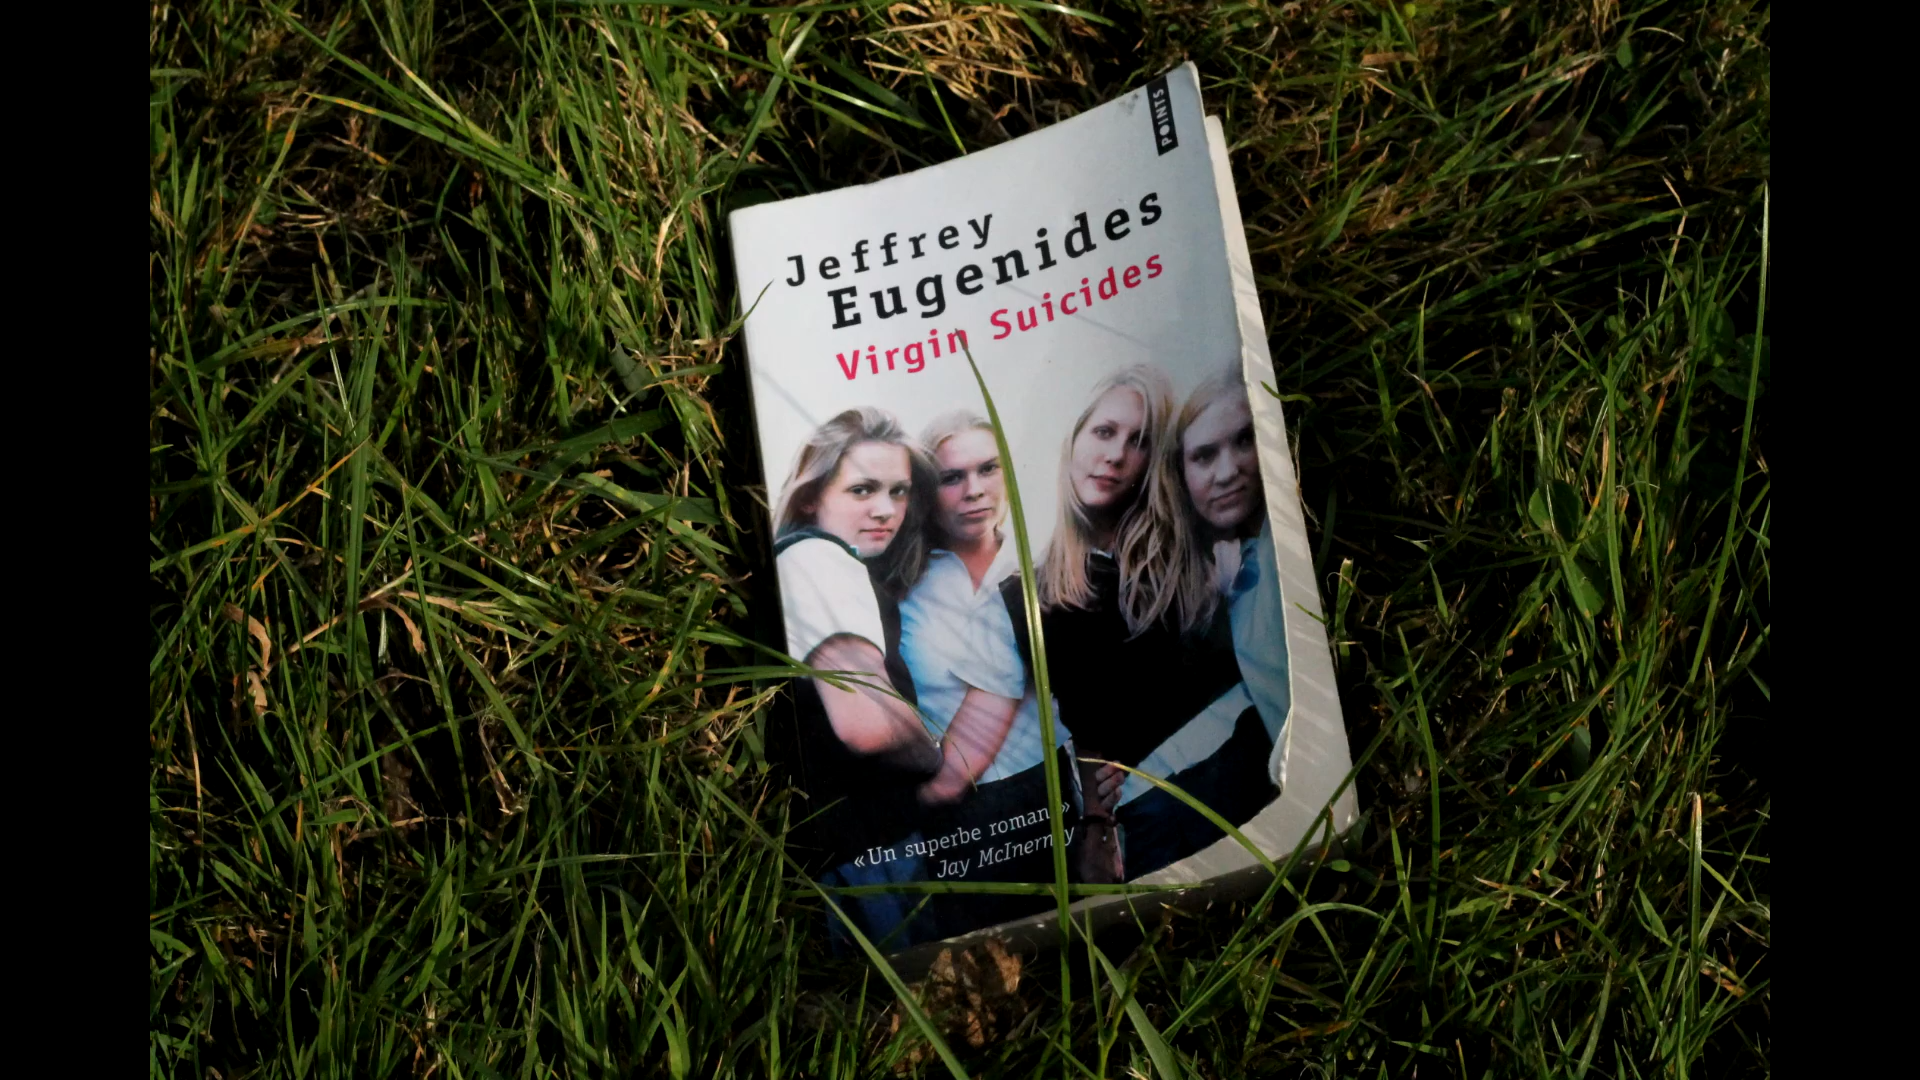 POINTS
Jeffrey
Eugenides
Virgin Suicides
«Un superbe roman.»
Jay McInerney